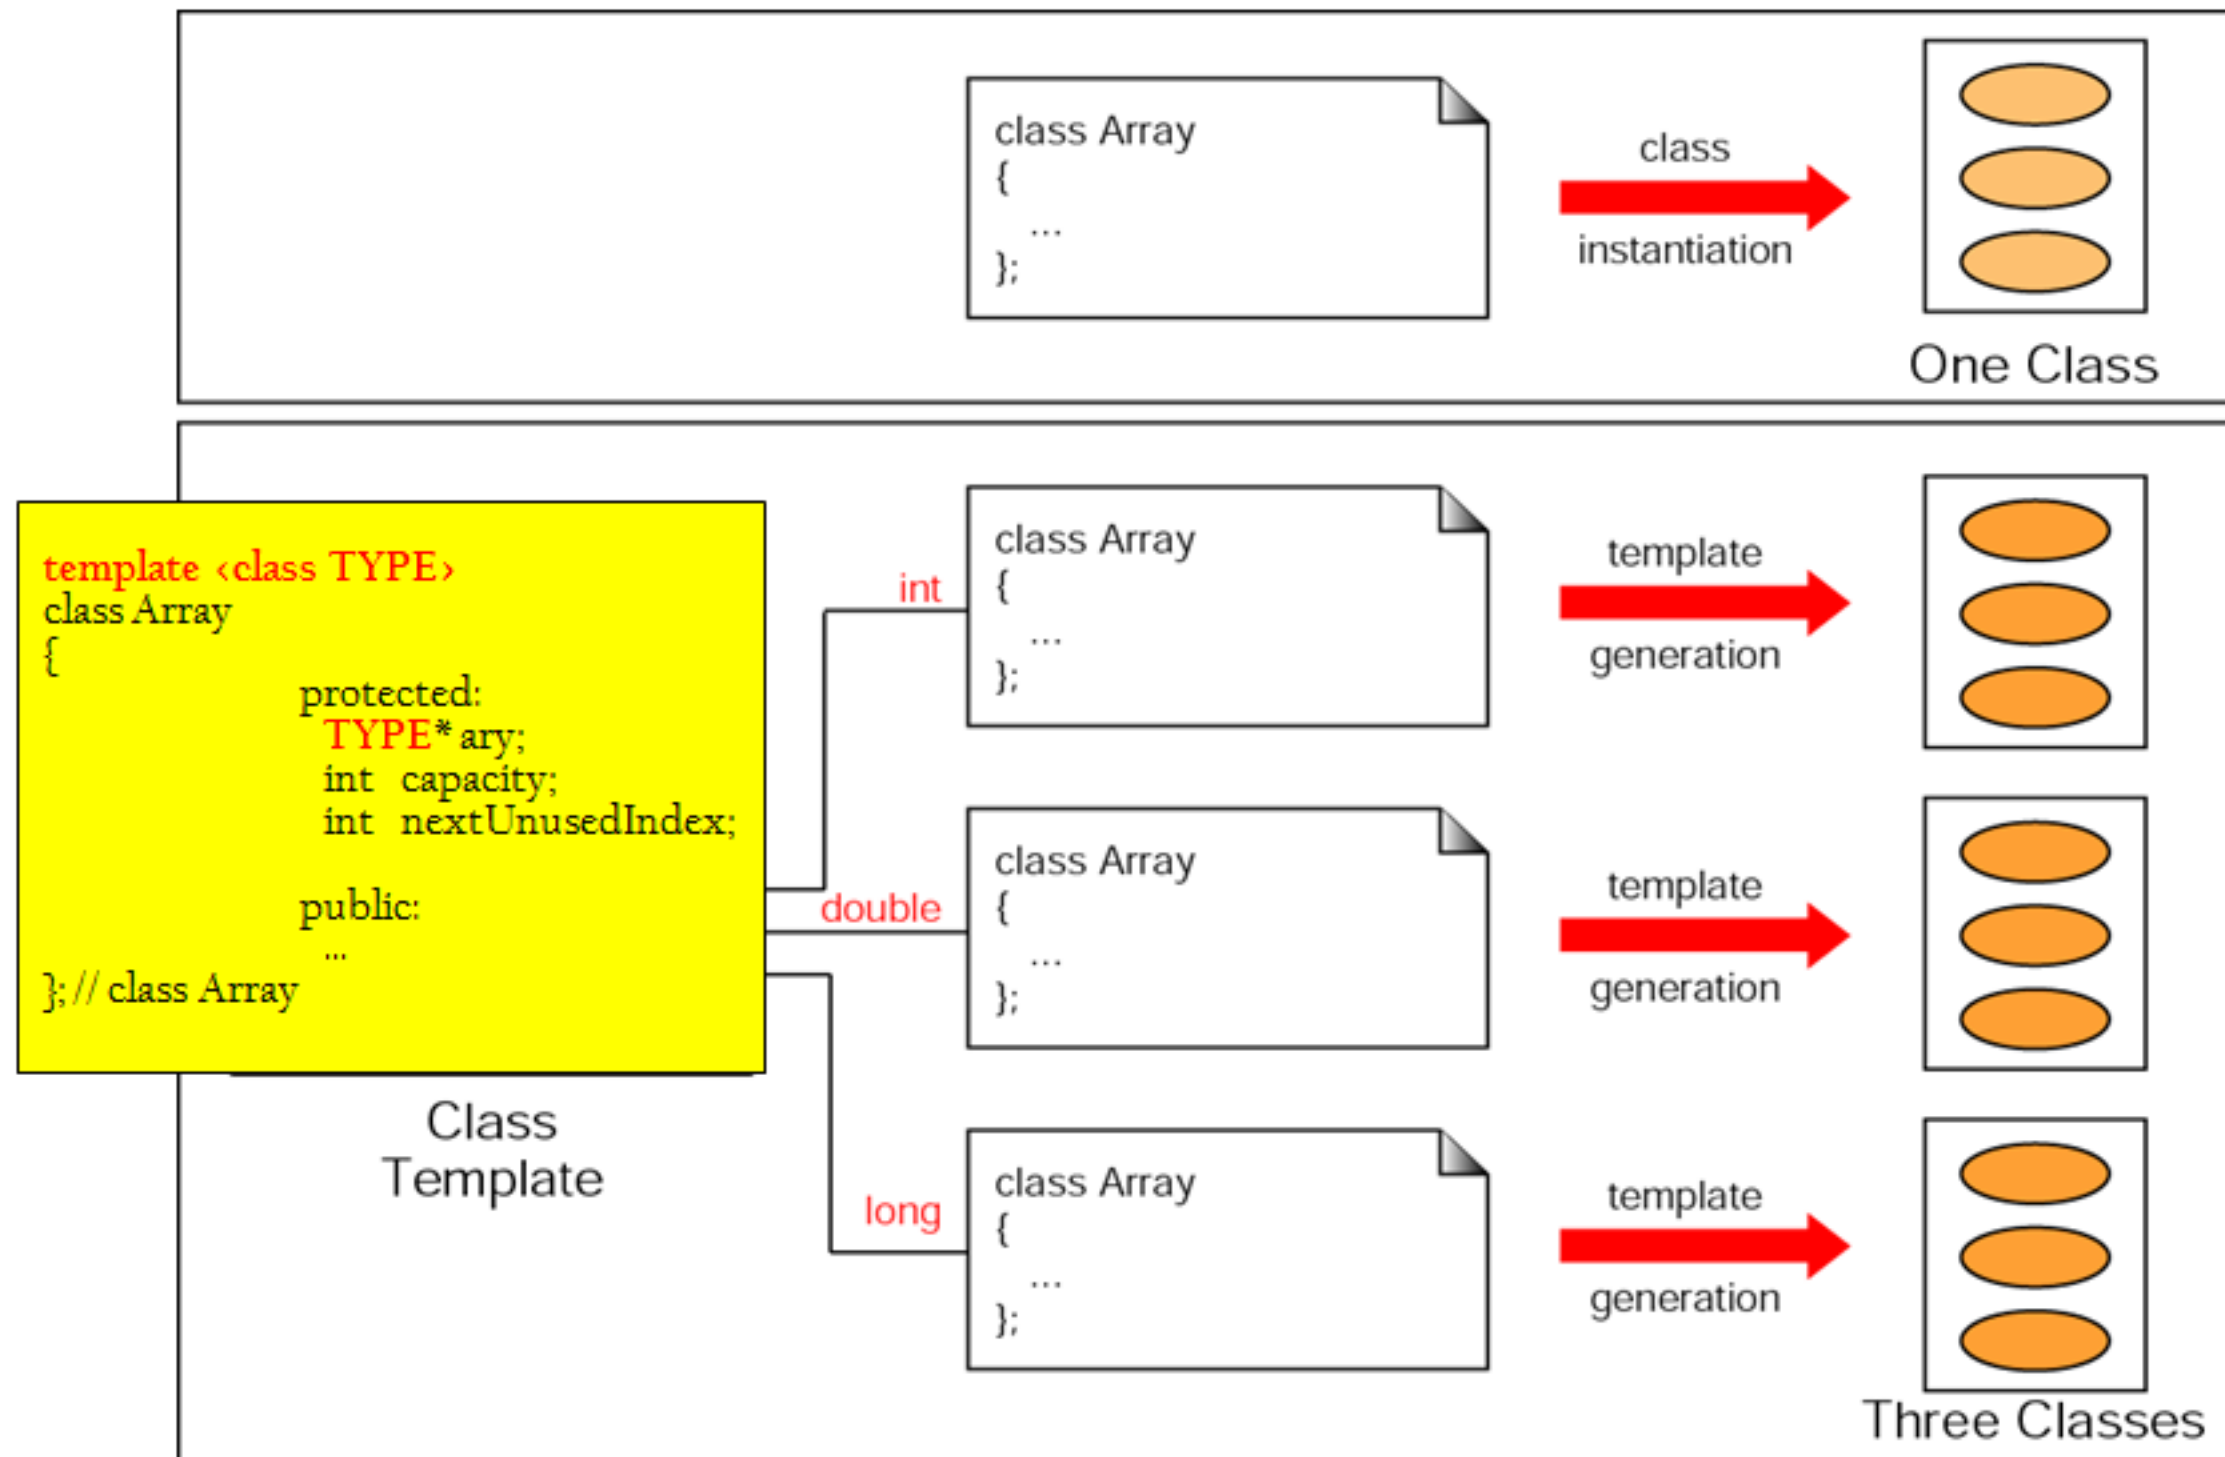 class Array
{
...
};
class
instantiation
One Class
template <class TYPE>
class Array
{
protected:
TYPE* ary;
int capacity;
int nextUnusedIndex;
public:
...
}; // class Array
Class
Template
int
class Array
{
...
};
template
generation
double
class Array
{
...
};
template
generation
long
class Array
{
...
};
template
generation
Three Classes